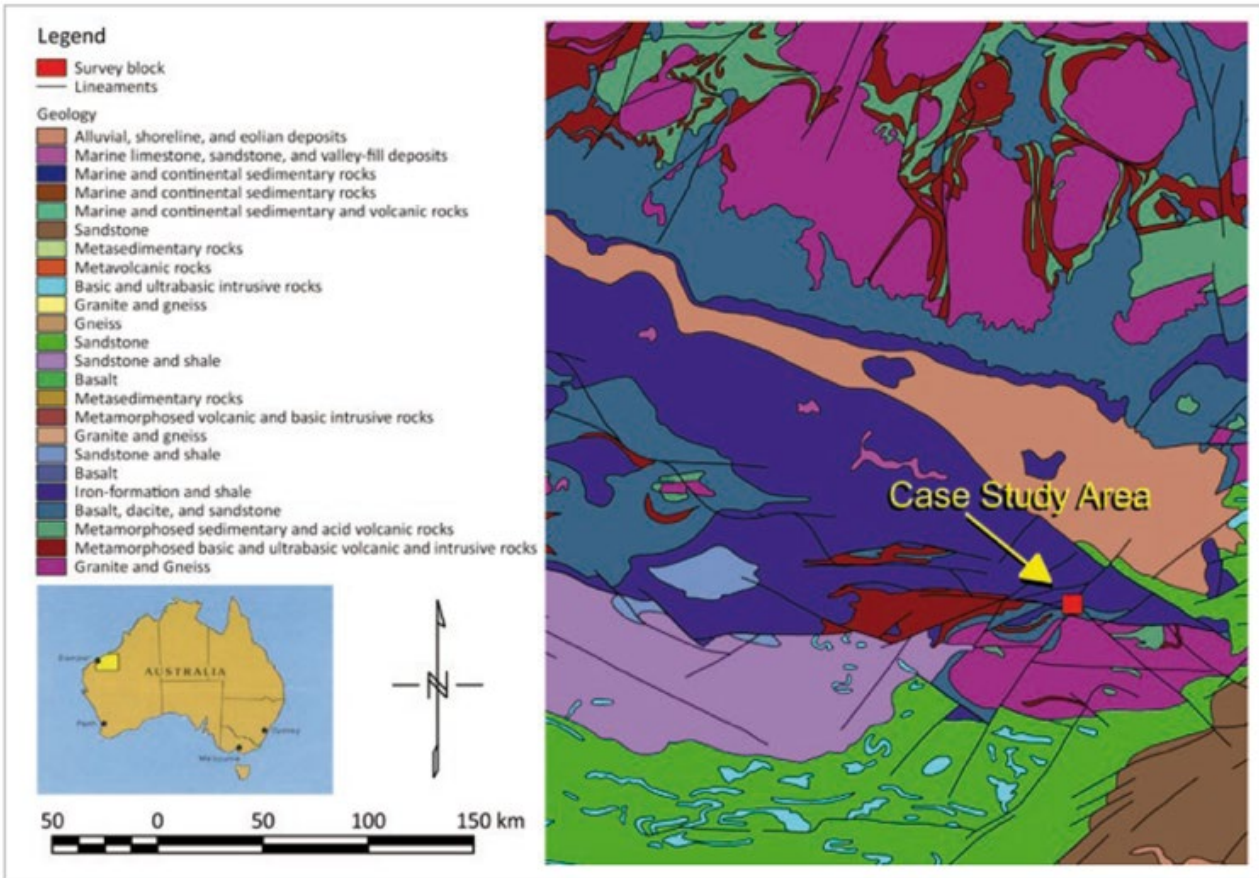 Legend
Survey block
Lineaments
Geology
Alluvial, shoreline, and eolian deposits
Marine limestone, sandstone, and valley-fill deposits
Marine and continental sedimentary rocks
Marine and continental sedimentary rocks
Marine and continental sedimentary and volcanic rocks
Sandstone
Metasedimentary rocks
Metavolcanic rocks
Basic and ultrabasic intrusive rocks
Granite and gneiss
Gneiss
Sandstone
Sandstone and shale
Basalt
Metasedimentary rocks
Metamorphosed volcanic and basic intrusive rocks
Granite and gneiss
Sandstone and shale
Basalt
Iron-formation and shale
Basalt, dacite, and sandstone
Metamorphosed sedimentary and acid volcanic rocks
Metamorphosed basic and ultrabasic volcanic and intrusive rocks
Granite and Gneiss
AUSTRALIA
Perth
Sydney
Melbourne
N
50 0 50 100 150 km
Case Study Area